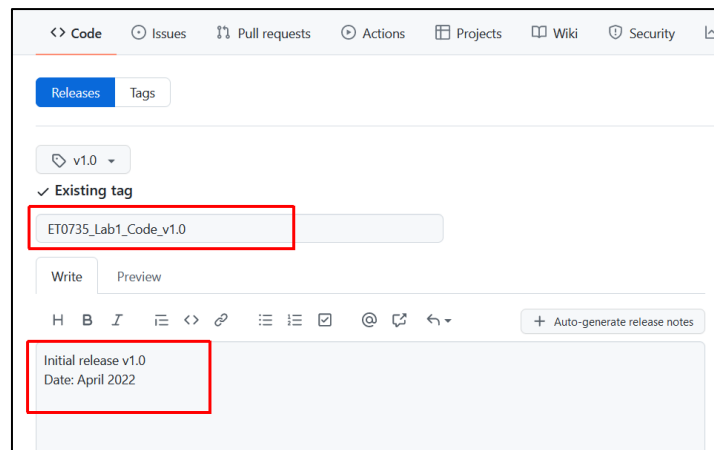 <> Code Issues Pull requests Actions Projects Wiki Security
Releases Tags
v1.0
Existing tag
ET0735_Lab1_Code_v1.0
Write Preview
H B I <> @
+ Auto-generate release notes
Initial release v1.0
Date: April 2022